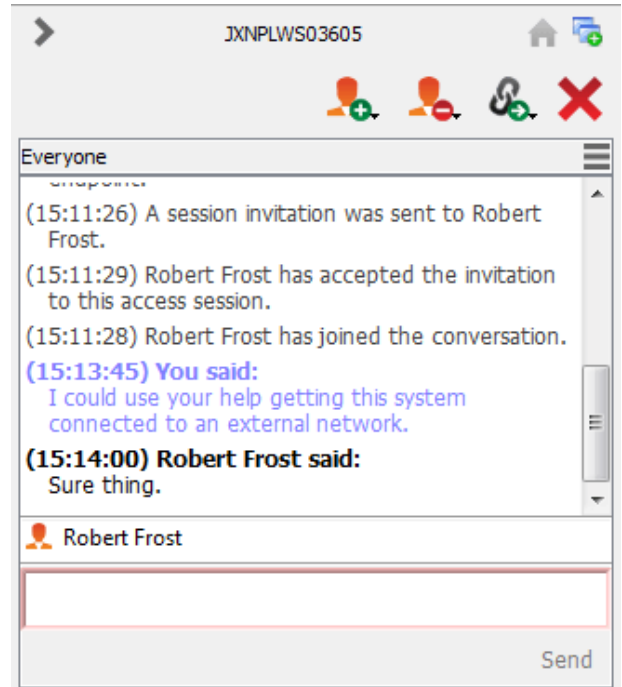 JXNPLWS03605
Everyone
endpoint.
(15:11:26) A session invitation was sent to Robert
Frost.
(15:11:29) Robert Frost has accepted the invitation
to this access session.
(15:11:28) Robert Frost has joined the conversation.
(15:13:45) You said:
I could use your help getting this system
connected to an external network.
(15:14:00) Robert Frost said:
Sure thing.
Robert Frost
Send